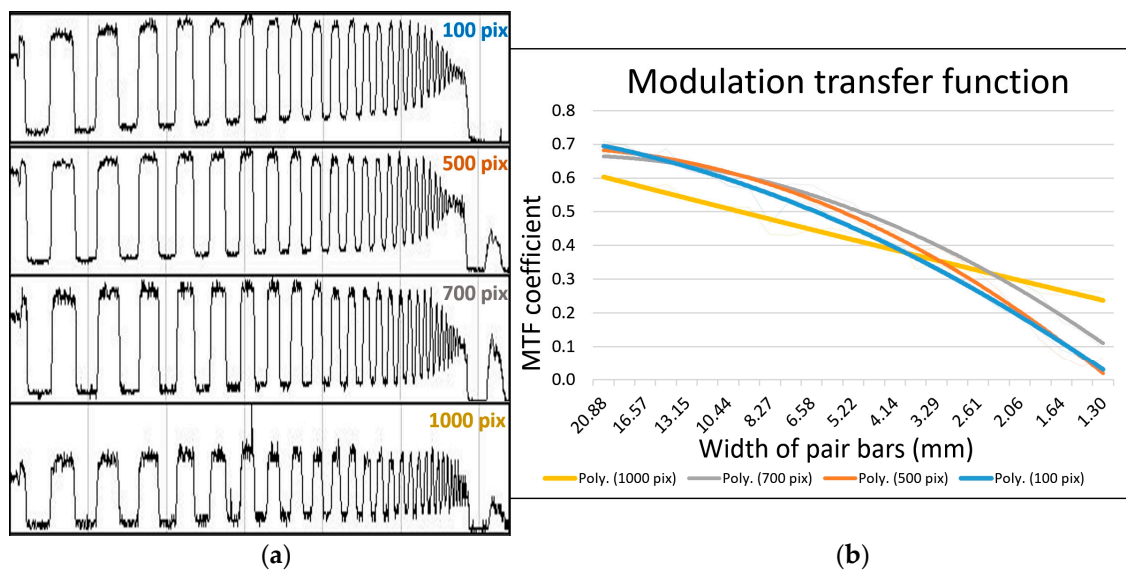 100 pix
500 pix
700 pix
1000 pix
(a)
Modulation transfer function
MTF coefficient
0.8
0.7
0.6
0.5
0.4
0.3
0.2
0.1
0.0
20.88 16.57 13.15 10.44 8.27 6.58 5.22 4.14 3.29 2.61 2.06 1.64 1.30
Width of pair bars (mm)
Poly. (1000 pix) Poly. (700 pix) Poly. (500 pix) Poly. (100 pix)
(b)